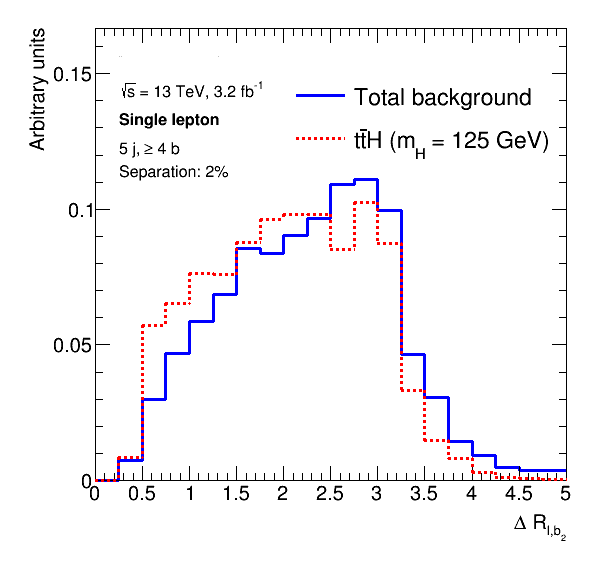 Arbitrary units
0.15
0.1
0.05
0
√s = 13 TeV, 3.2 fb⁻¹
Single lepton
5 j, ≥ 4 b
Separation: 2%
Total background
tt̄H (m_H = 125 GeV)
0 0.5 1 1.5 2 2.5 3 3.5 4 4.5 5
Δ R_l,b₂